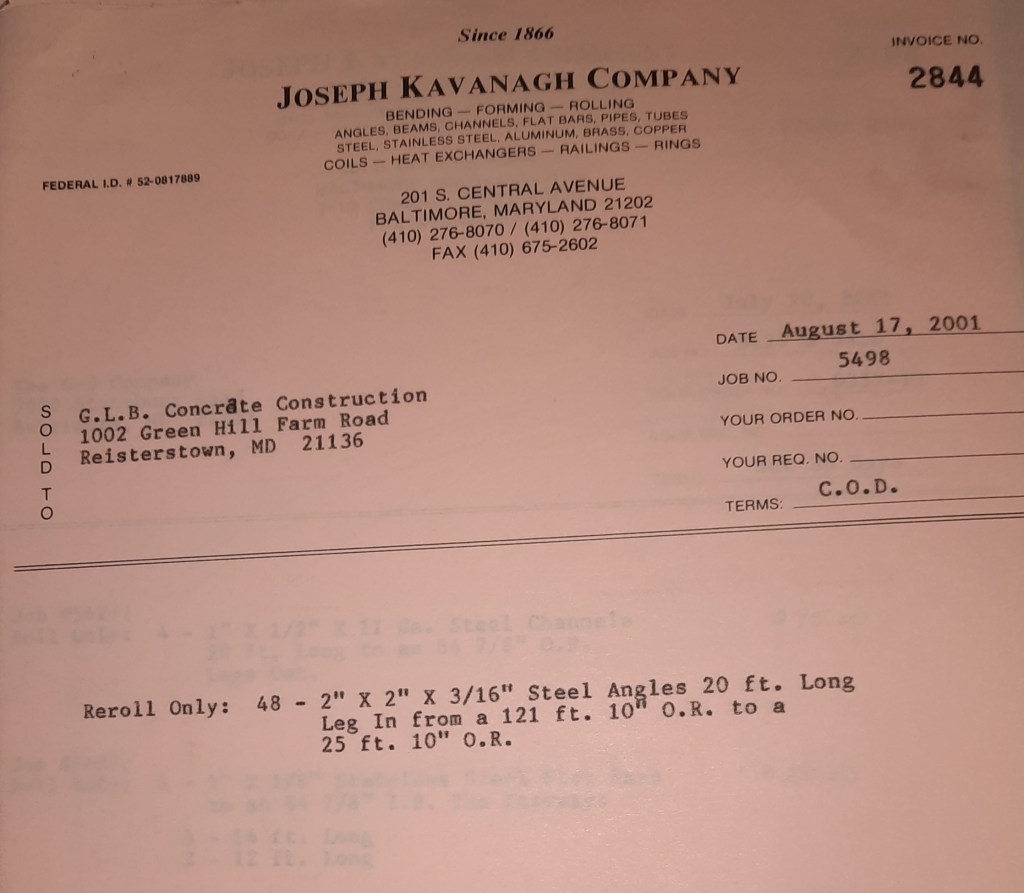 Since 1866
INVOICE NO.
JOSEPH KAVANAGH COMPANY
2844
BENDING — FORMING — ROLLING
ANGLES, BEAMS, CHANNELS, FLAT BARS, PIPES, TUBES
STEEL, STAINLESS STEEL, ALUMINUM, BRASS, COPPER
COILS — HEAT EXCHANGERS — RAILINGS — RINGS
FEDERAL I.D. # 52-0817889
201 S. CENTRAL AVENUE
BALTIMORE, MARYLAND 21202
(410) 276-8070 / (410) 276-8071
FAX (410) 675-2602
DATE August 17, 2001
JOB NO. 5498
YOUR ORDER NO.
YOUR REQ. NO.
TERMS: C.O.D.
SOLD TO
G.L.B. Concrete Construction
1002 Green Hill Farm Road
Reisterstown, MD 21136
Reroll Only: 48 - 2" X 2" X 3/16" Steel Angles 20 ft. Long
Leg In from a 121 ft. 10" O.R. to a
25 ft. 10" O.R.